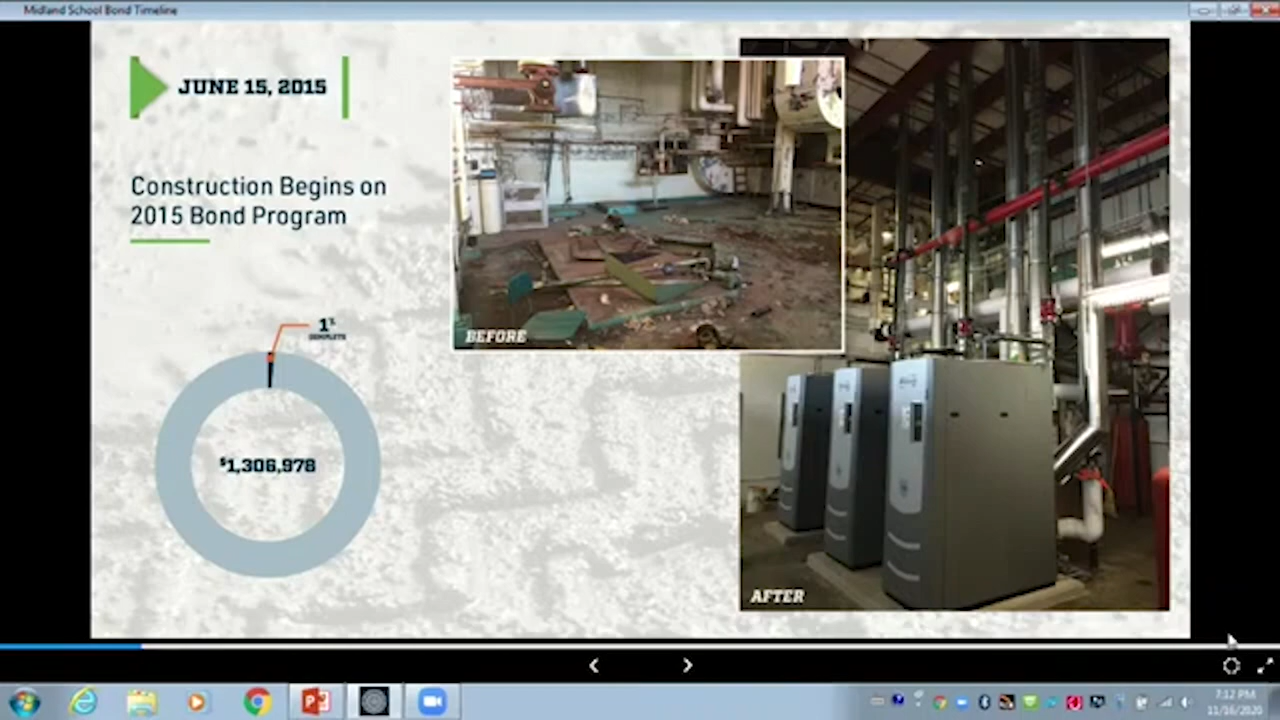 Midland School Bond Timeline
JUNE 15, 2015
Construction Begins on
2015 Bond Program
1%
COMPLETE
$1,306,978
BEFORE
AFTER
7:12 PM
11/16/2020